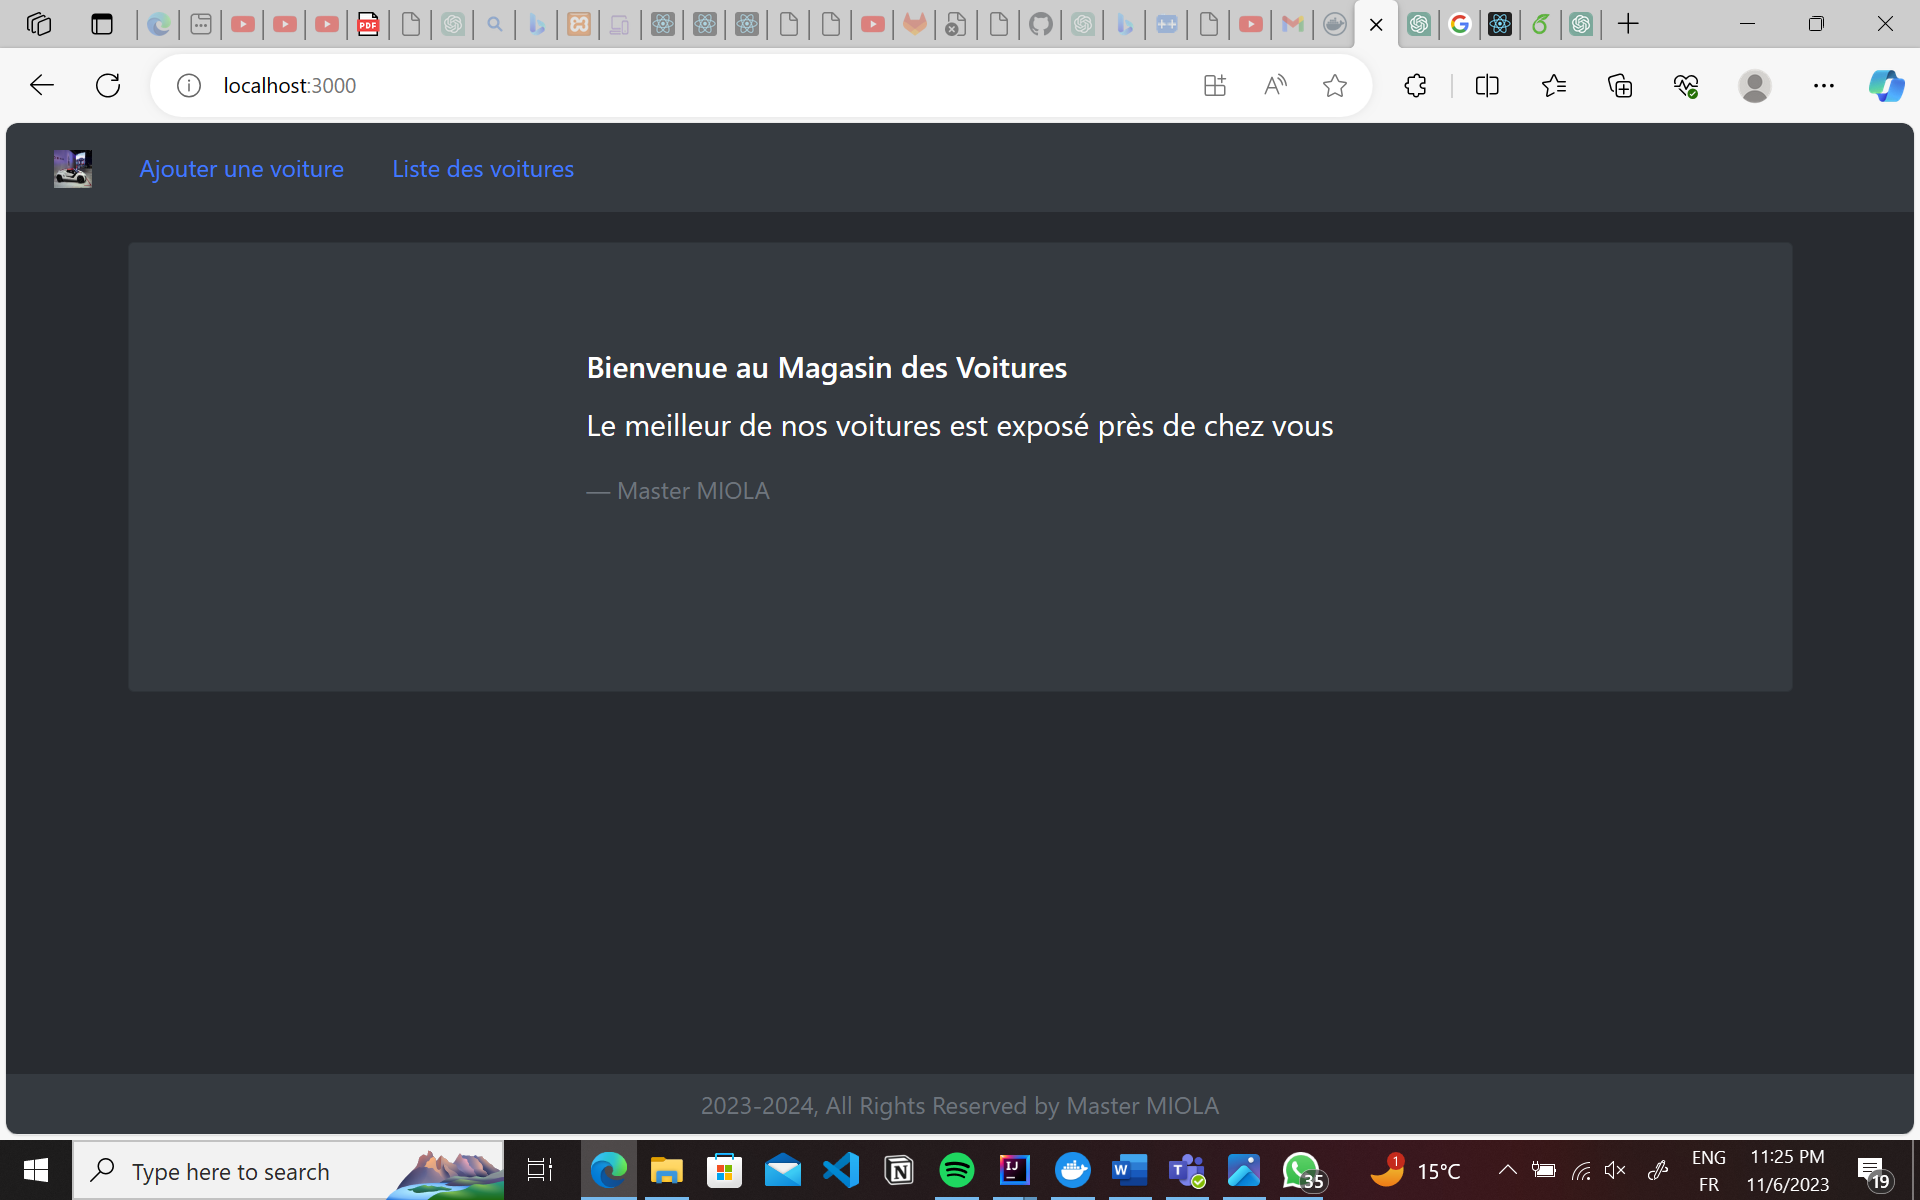 PDF
localhost:3000
Ajouter une voiture
Liste des voitures
Bienvenue au Magasin des Voitures
Le meilleur de nos voitures est exposé près de chez vous
— Master MIOLA
2023-2024, All Rights Reserved by Master MIOLA
Type here to search
35
1
15°C
ENG
FR
11:25 PM
11/6/2023
19